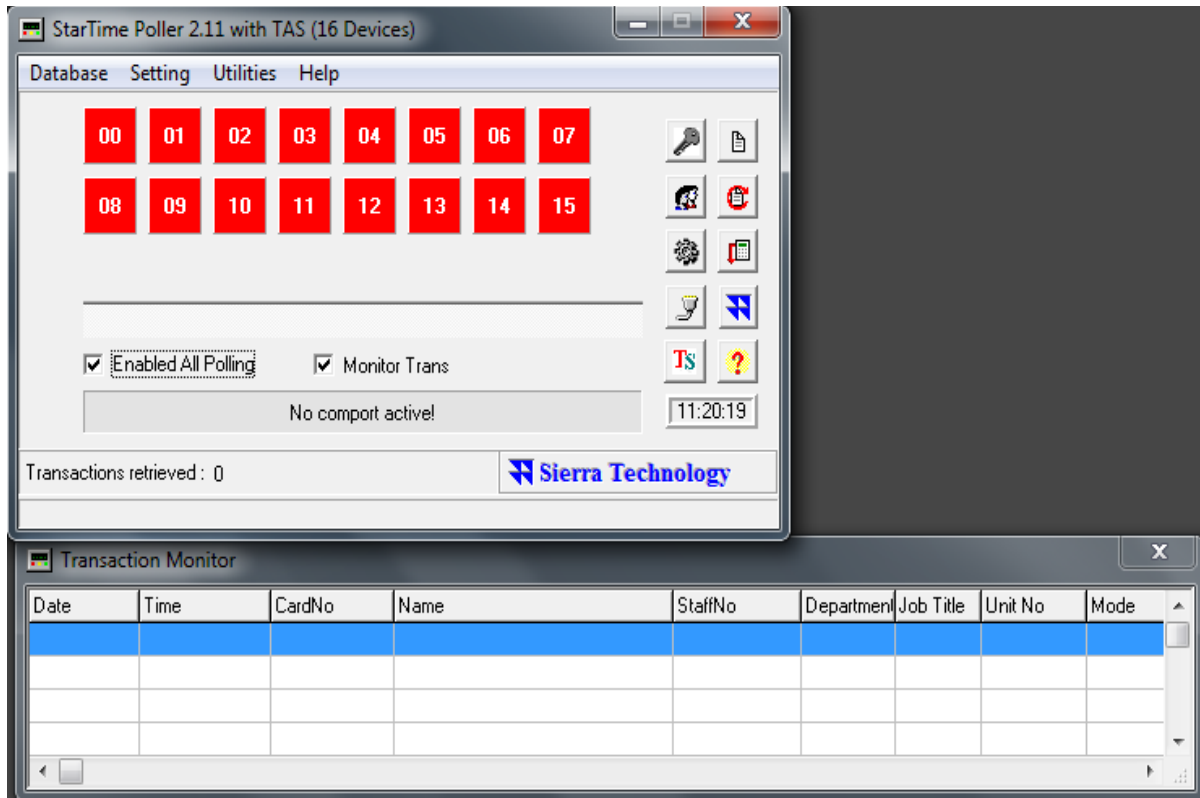 StarTime Poller 2.11 with TAS (16 Devices)
Database Setting Utilities Help
00 01 02 03 04 05 06 07
08 09 10 11 12 13 14 15
Enabled All Polling Monitor Trans
TS ?
No comport active!
11:20:19
Transactions retrieved : 0
Sierra Technology
Transaction Monitor
Date Time CardNo Name StaffNo Department Job Title Unit No Mode